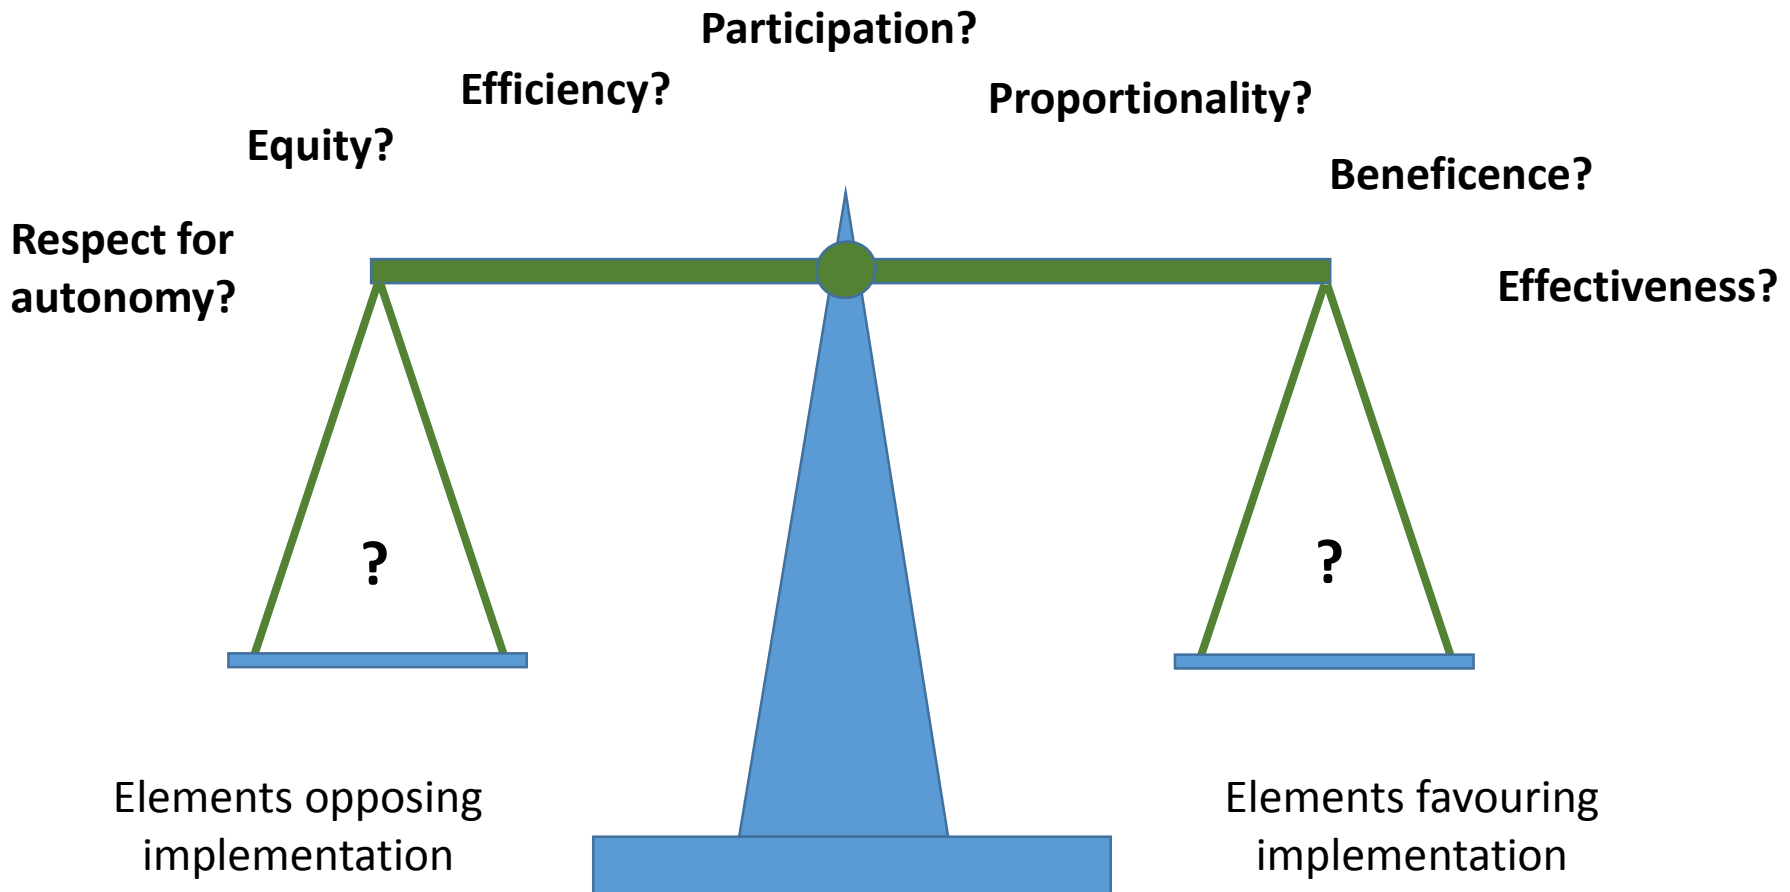 Participation?
Efficiency?
Proportionality?
Equity?
Beneficence?
Respect for
autonomy?
Effectiveness?
?
?
Elements opposing
implementation
Elements favouring
implementation